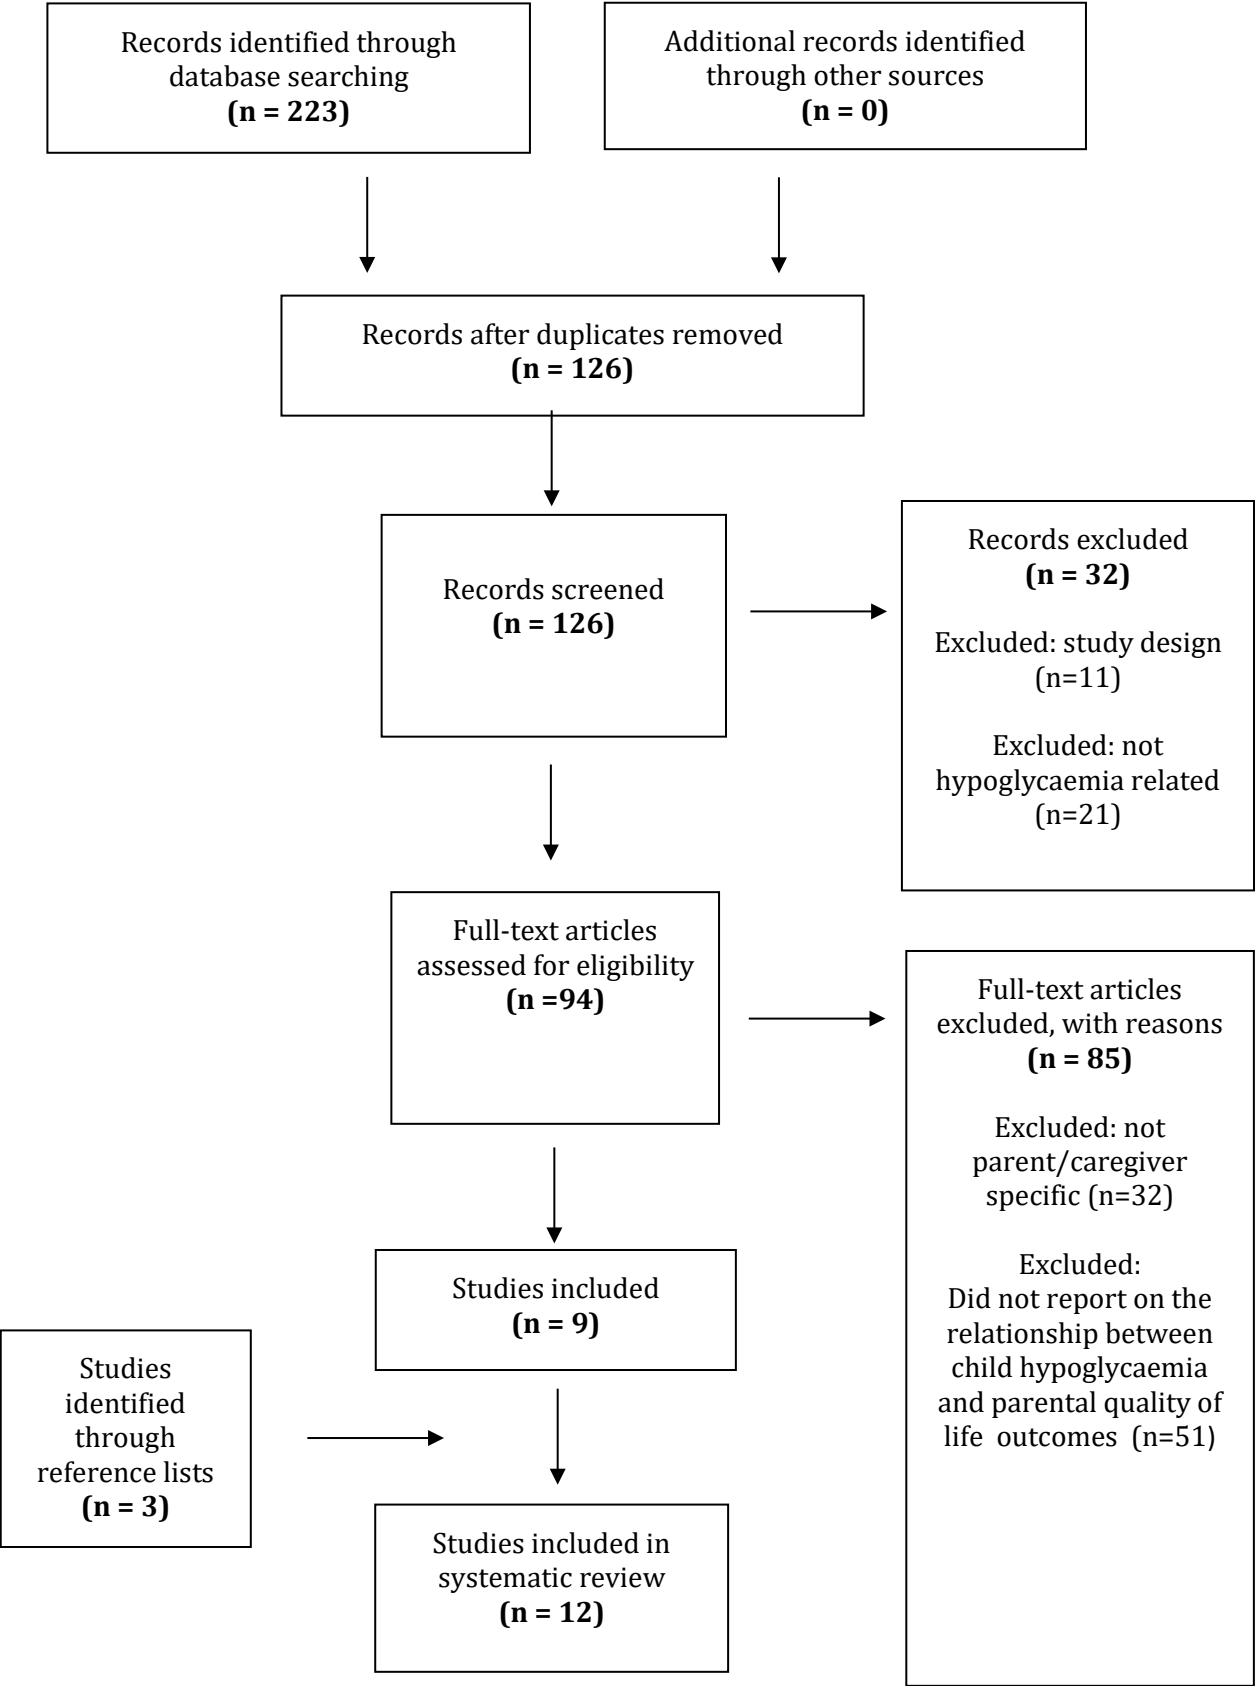 Records identified through
database searching
(n = 223)
Additional records identified
through other sources
(n = 0)
Records after duplicates removed
(n = 126)
Records screened
(n = 126)
Records excluded
(n = 32)
Excluded: study design
(n=11)
Excluded: not
hypoglycaemia related
(n=21)
Full-text articles
assessed for eligibility
(n =94)
Full-text articles
excluded, with reasons
(n = 85)
Excluded: not
parent/caregiver
specific (n=32)
Excluded:
Did not report on the
relationship between
child hypoglycaemia
and parental quality of
life outcomes (n=51)
Studies included
(n = 9)
Studies
identified
through
reference lists
(n = 3)
Studies included in
systematic review
(n = 12)